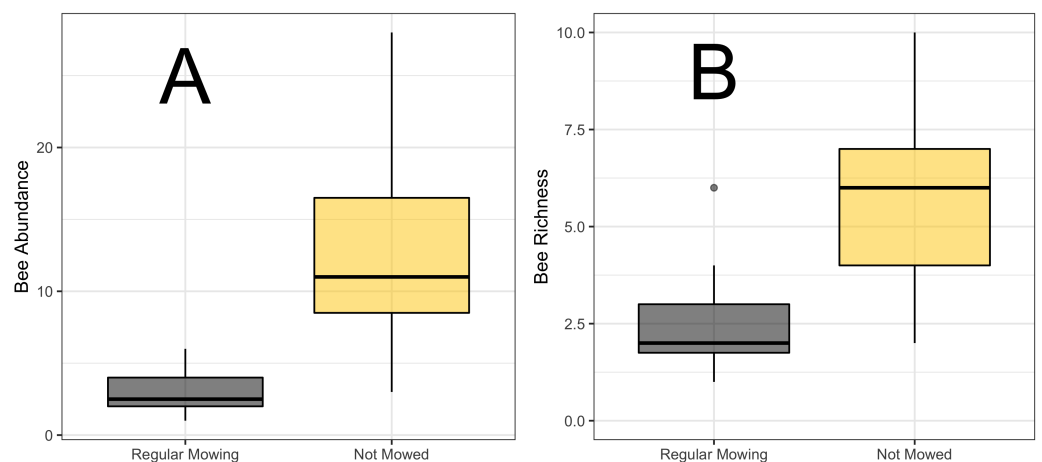 A
Bee Abundance
20
10
0
Regular Mowing
Not Mowed
B
Bee Richness
10.0
7.5
5.0
2.5
0.0
Regular Mowing
Not Mowed